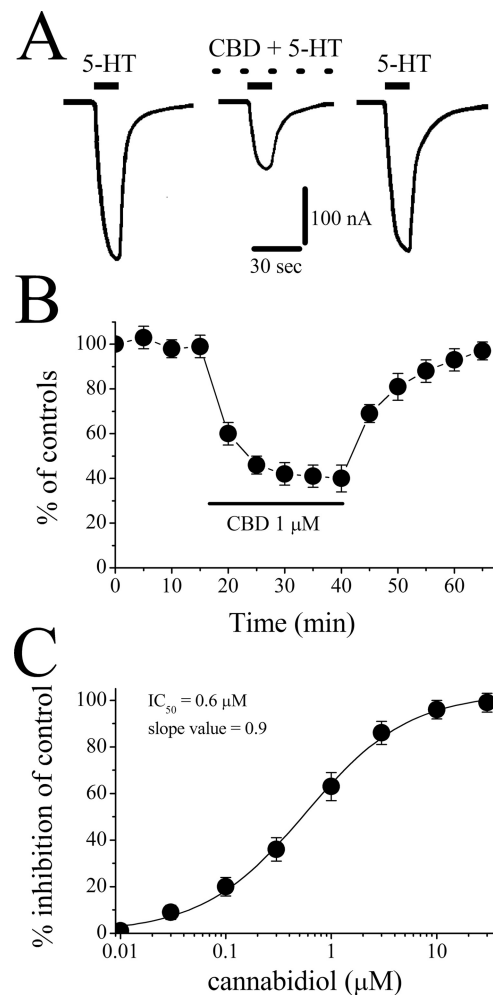 A
5-HT
CBD + 5-HT
5-HT
100 nA
30 sec
B
% of controls
100
80
60
40
20
0
CBD 1 μM
0 10 20 30 40 50 60
Time (min)
C
% inhibition of control
100
80
60
40
20
0
IC50 = 0.6 μM
slope value = 0.9
0.01 0.1 1 10
cannabidiol (μM)